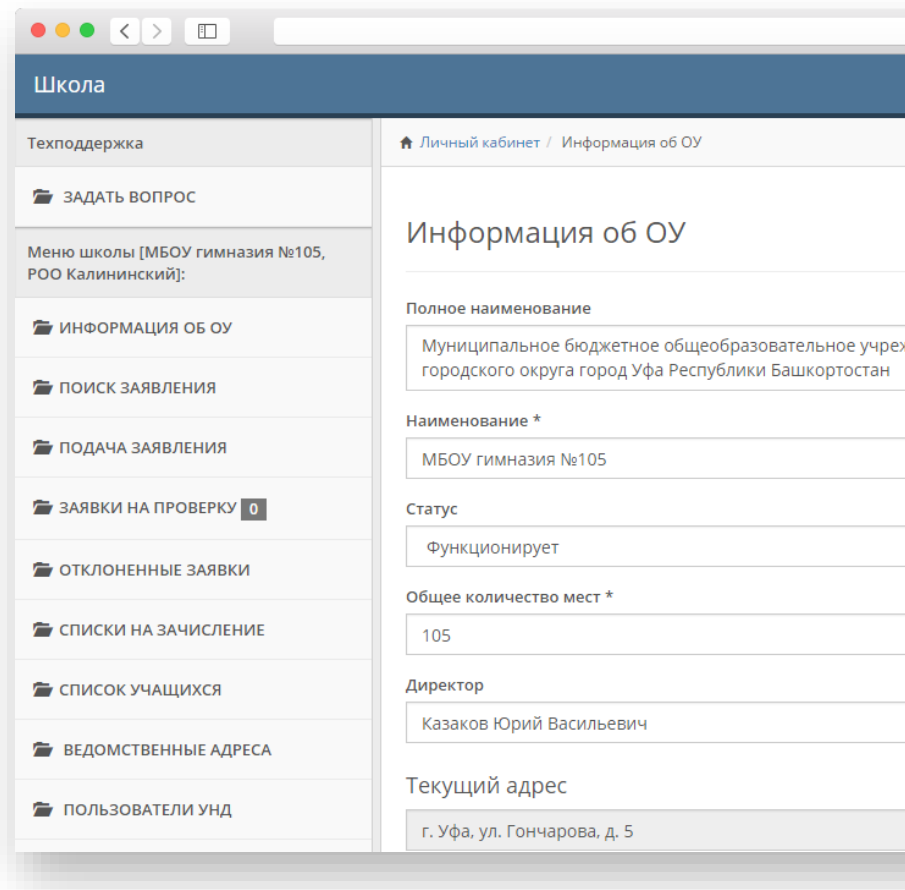 Школа
Техподдержка
ЗАДАТЬ ВОПРОС
Меню школы [МБОУ гимназия №105,
РОО Калининский]:
ИНФОРМАЦИЯ ОБ ОУ
ПОИСК ЗАЯВЛЕНИЯ
ПОДАЧА ЗАЯВЛЕНИЯ
ЗАЯВКИ НА ПРОВЕРКУ 0
ОТКЛОНЕННЫЕ ЗАЯВКИ
СПИСКИ НА ЗАЧИСЛЕНИЕ
СПИСОК УЧАЩИХСЯ
ВЕДОМСТВЕННЫЕ АДРЕСА
ПОЛЬЗОВАТЕЛИ УНД
Личный кабинет / Информация об ОУ
Информация об ОУ
Полное наименование
Муниципальное бюджетное общеобразовательное
городского округа город Уфа Республики Башкортостан
Наименование *
МБОУ гимназия №105
Статус
Функционирует
Общее количество мест *
105
Директор
Казаков Юрий Васильевич
Текущий адрес
г. Уфа, ул. Гончарова, д. 5